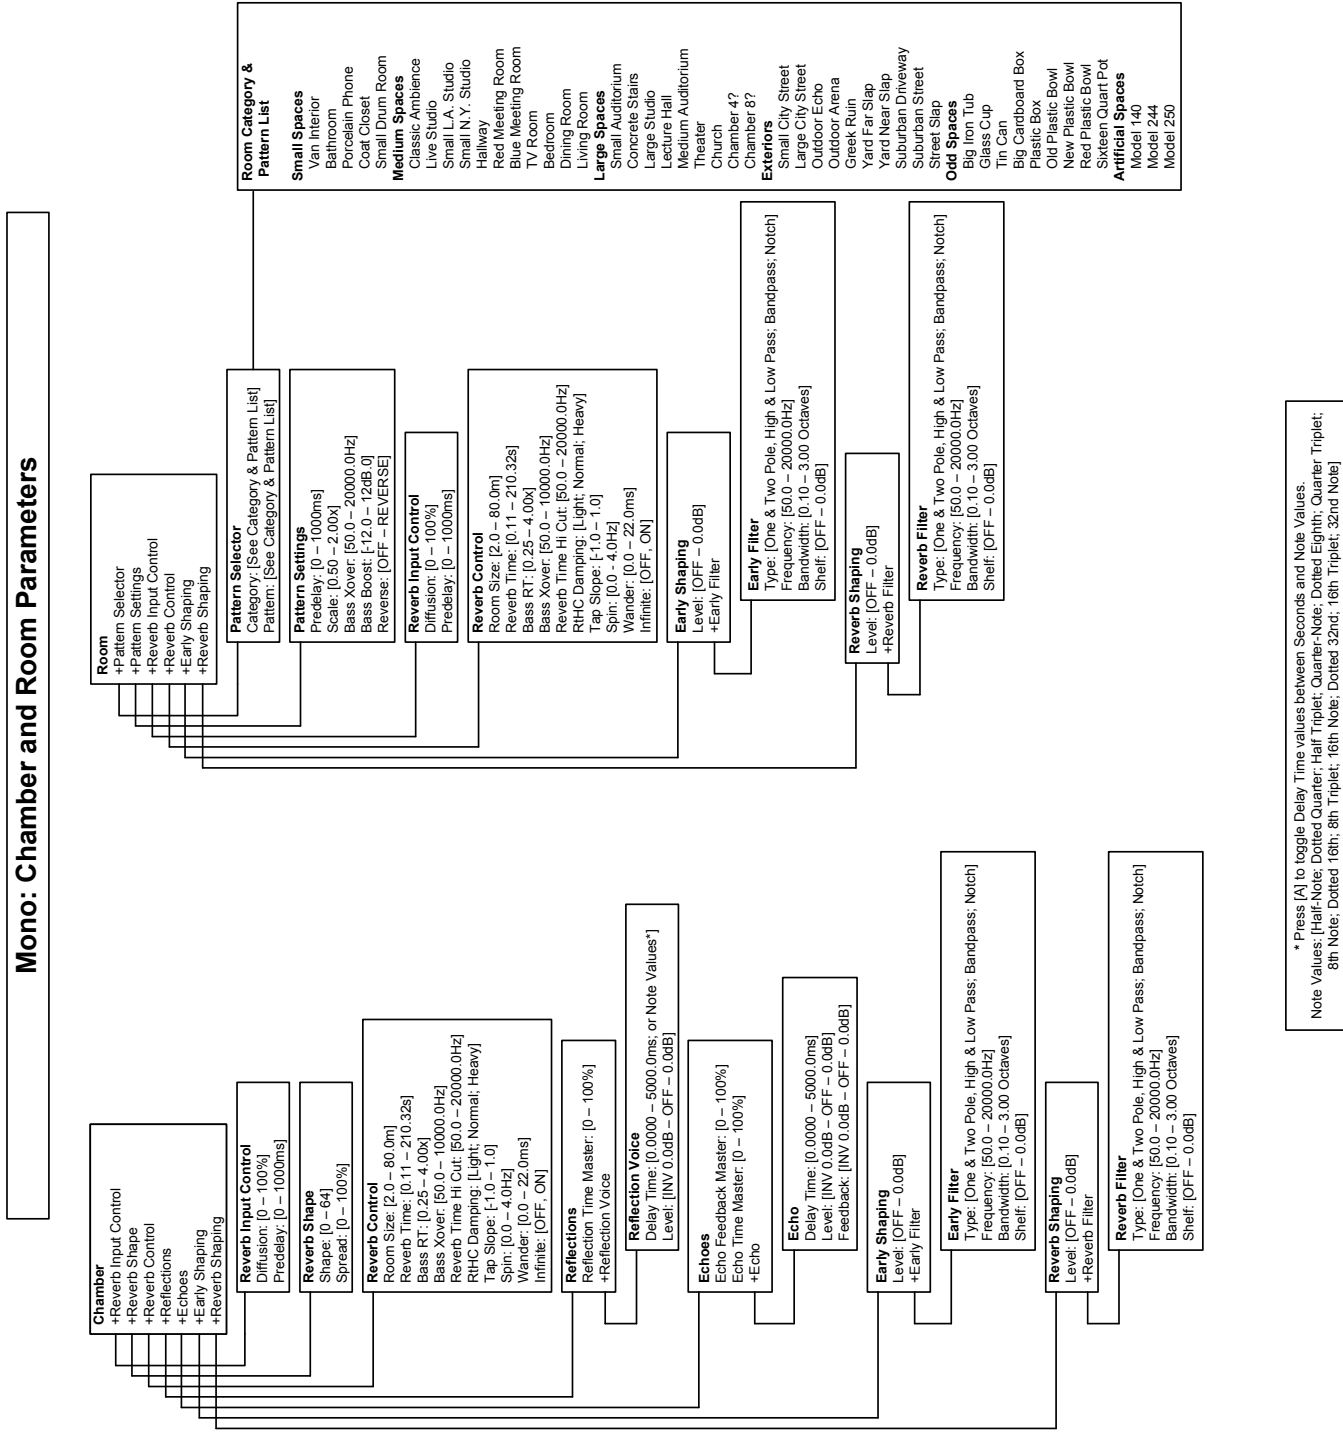 Mono: Chamber and Room Parameters
Chamber
+Reverb Input Control
+Reverb Shape
+Reverb Control
+Reflections
+Echoes
+Early Shaping
+Reverb Shaping
Reverb Input Control
Diffusion: [0 – 100%]
Predelay: [0 – 1000ms]
Reverb Shape
Shape: [0 – 64]
Spread: [0 – 100%]
Reverb Control
Room Size: [2.0 – 80.0m]
Reverb Time: [0.11 – 210.32s]
Bass RT: [0.25 – 4.00x]
Bass Xover: [50.0 – 10000.0Hz]
Reverb Time Hi Cut: [50.0 – 20000.0Hz]
RtHC Damping: [Light; Normal; Heavy]
Tap Slope: [-1.0 – 1.0]
Spin: [0.0 – 4.0Hz]
Wander: [0.0 – 22.0ms]
Infinite: [OFF, ON]
Reflections
Reflection Time Master: [0 – 100%]
+Reflection Voice
Reflection Voice
Delay Time: [0.0000 – 5000.0ms; or Note Values*]
Level: [INV 0.0dB – OFF – 0.0dB]
Echoes
Echo Feedback Master: [0 – 100%]
Echo Time Master: [0 – 100%]
+Echo
Echo
Delay Time: [0.0000 – 5000.0ms]
Level: [INV 0.0dB – OFF – 0.0dB]
Feedback: [INV 0.0dB – OFF – 0.0dB]
Early Shaping
Level: [OFF – 0.0dB]
+Early Filter
Early Filter
Type: [One & Two Pole, High & Low Pass; Bandpass; Notch]
Frequency: [50.0 – 20000.0Hz]
Bandwidth: [0.10 – 3.00 Octaves]
Shelf: [OFF – 0.0dB]
Reverb Shaping
Level: [OFF – 0.0dB]
+Reverb Filter
Reverb Filter
Type: [One & Two Pole, High & Low Pass; Bandpass; Notch]
Frequency: [50.0 – 20000.0Hz]
Bandwidth: [0.10 – 3.00 Octaves]
Shelf: [OFF – 0.0dB]
Room
+Pattern Selector
+Pattern Settings
+Reverb Input Control
+Reverb Control
+Early Shaping
+Reverb Shaping
Pattern Selector
Category: [See Category & Pattern List]
Pattern: [See Category & Pattern List]
Pattern Settings
Predelay: [0 – 1000ms]
Scale: [0.50 – 2.00x]
Bass Xover: [50.0 – 20000.0Hz]
Bass Boost: [-12.0 – 12dB.0]
Reverse: [OFF – REVERSE]
Reverb Input Control
Diffusion: [0 – 100%]
Predelay: [0 – 1000ms]
Reverb Control
Room Size: [2.0 – 80.0m]
Reverb Time: [0.11 – 210.32s]
Bass RT: [0.25 – 4.00x]
Bass Xover: [50.0 – 10000.0Hz]
Reverb Time Hi Cut: [50.0 – 20000.0Hz]
RtHC Damping: [Light; Normal; Heavy]
Tap Slope: [-1.0 – 1.0]
Spin: [0.0 - 4.0Hz]
Wander: [0.0 – 22.0ms]
Infinite: [OFF, ON]
Early Shaping
Level: [OFF – 0.0dB]
+Early Filter
Early Filter
Type: [One & Two Pole, High & Low Pass; Bandpass; Notch]
Frequency: [50.0 – 20000.0Hz]
Bandwidth: [0.10 – 3.00 Octaves]
Shelf: [OFF – 0.0dB]
Reverb Shaping
Level: [OFF – 0.0dB]
+Reverb Filter
Reverb Filter
Type: [One & Two Pole, High & Low Pass; Bandpass; Notch]
Frequency: [50.0 – 20000.0Hz]
Bandwidth: [0.10 – 3.00 Octaves]
Shelf: [OFF – 0.0dB]
Room Category &
Pattern List
Small Spaces
Van Interior
Bathroom
Porcelain Phone
Coat Closet
Small Drum Room
Medium Spaces
Classic Ambience
Live Studio
Small L.A. Studio
Small N.Y. Studio
Hallway
Red Meeting Room
Blue Meeting Room
TV Room
Bedroom
Dining Room
Living Room
Large Spaces
Small Auditorium
Concrete Stairs
Large Studio
Lecture Hall
Medium Auditorium
Theater
Church
Chamber 4?
Chamber 8?
Exteriors
Small City Street
Large City Street
Outdoor Echo
Outdoor Arena
Greek Ruin
Yard Far Slap
Yard Near Slap
Suburban Driveway
Suburban Street
Street Slap
Odd Spaces
Big Iron Tub
Glass Cup
Tin Can
Big Cardboard Box
Plastic Box
Old Plastic Bowl
New Plastic Bowl
Red Plastic Bowl
Sixteen Quart Pot
Artificial Spaces
Model 140
Model 244
Model 250
* Press [A] to toggle Delay Time values between Seconds and Note Values.
Note Values: [Half-Note; Dotted Quarter; Half Triplet; Quarter-Note; Dotted Eighth; Quarter Triplet;
8th Note; Dotted 16th; 8th Triplet; 16th Note; Dotted 32nd; 16th Triplet; 32nd Note]